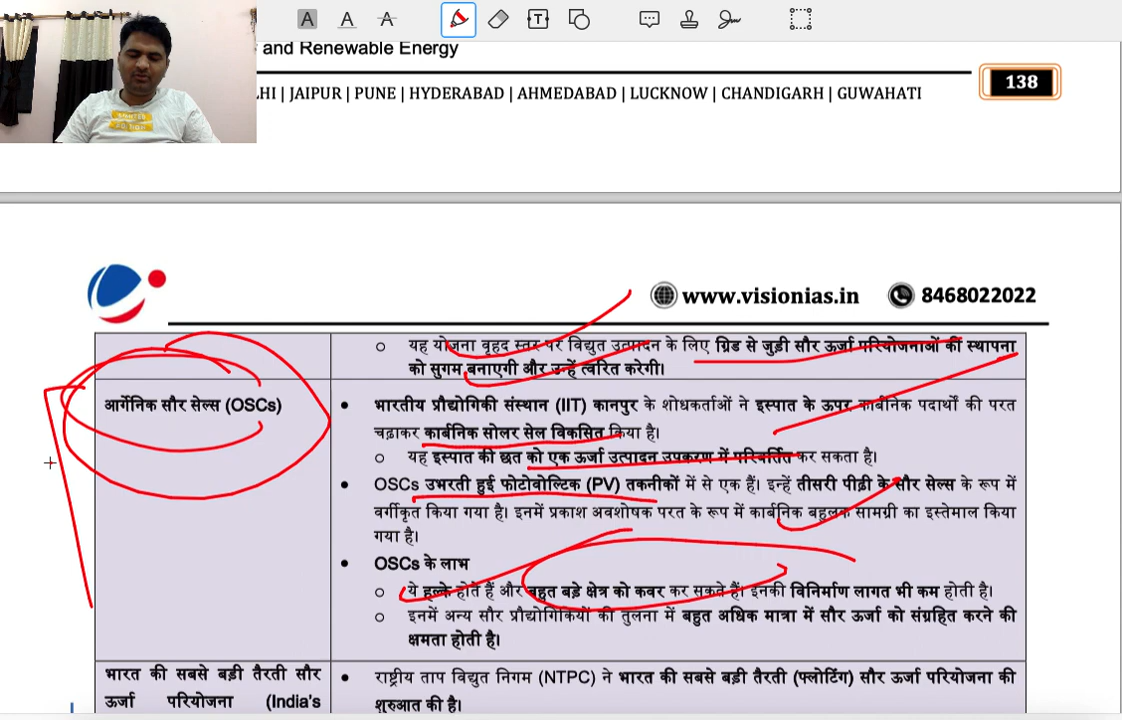 and Renewable Energy
HI | JAIPUR | PUNE | HYDERABAD | AHMEDABAD | LUCKNOW | CHANDIGARH | GUWAHATI
138
www.visionias.in 8468022022
○ यह योजना वृहद स्तर पर विद्युत उत्पादन के लिए ग्रिड से जुड़ी सौर ऊर्जा परियोजनाओं की स्थापना
को सुगम बनाएगी और उन्हें त्वरित करेगी।
आर्गेनिक सौर सेल्स (OSCs)
● भारतीय प्रौद्योगिकी संस्थान (IIT) कानपुर के शोधकर्ताओं ने इस्पात के ऊपर कार्बनिक पदार्थों की परत
चढ़ाकर कार्बनिक सोलर सेल विकसित किया है।
○ यह इस्पात की छत को एक ऊर्जा उत्पादन उपकरण में परिवर्तित कर सकता है।
● OSCs उभरती हुई फोटोवोल्टिक (PV) तकनीकों में से एक हैं। इन्हें तीसरी पीढ़ी के सौर सेल्स के रूप में
वर्गीकृत किया गया है। इनमें प्रकाश अवशोषक परत के रूप में कार्बनिक बहुलक सामग्री का इस्तेमाल किया
गया है।
● OSCs के लाभ
○ ये हल्के होते हैं और बहुत बड़े क्षेत्र को कवर कर सकते हैं। इनकी विनिर्माण लागत भी कम होती है।
○ इनमें अन्य सौर प्रौद्योगिकियों की तुलना में बहुत अधिक मात्रा में सौर ऊर्जा को संग्रहित करने की
क्षमता होती है।
भारत की सबसे बड़ी तैरती सौर
ऊर्जा परियोजना (India's
● राष्ट्रीय ताप विद्युत निगम (NTPC) ने भारत की सबसे बड़ी तैरती (फ्लोटिंग) सौर ऊर्जा परियोजना की
शुरुआत की है।